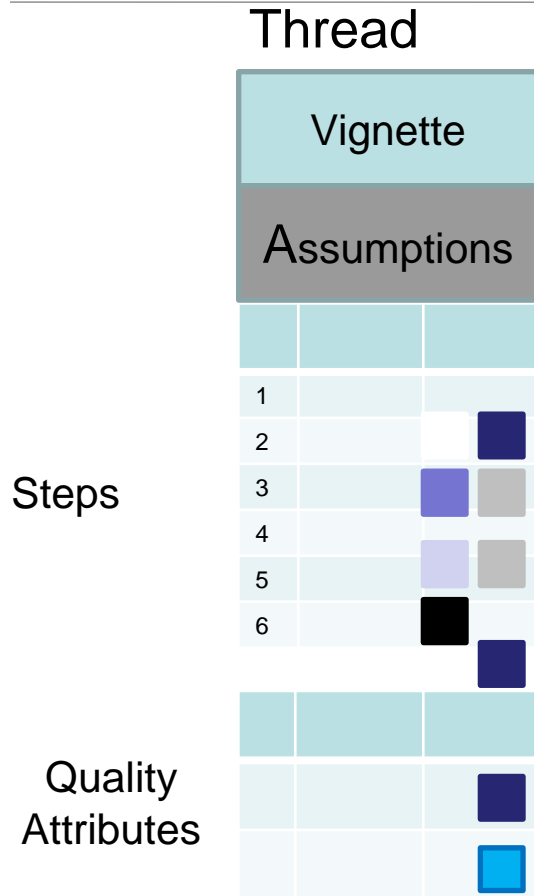 Thread
Vignette
Assumptions
1
2
Steps
3
4
5
6
Quality
Attributes